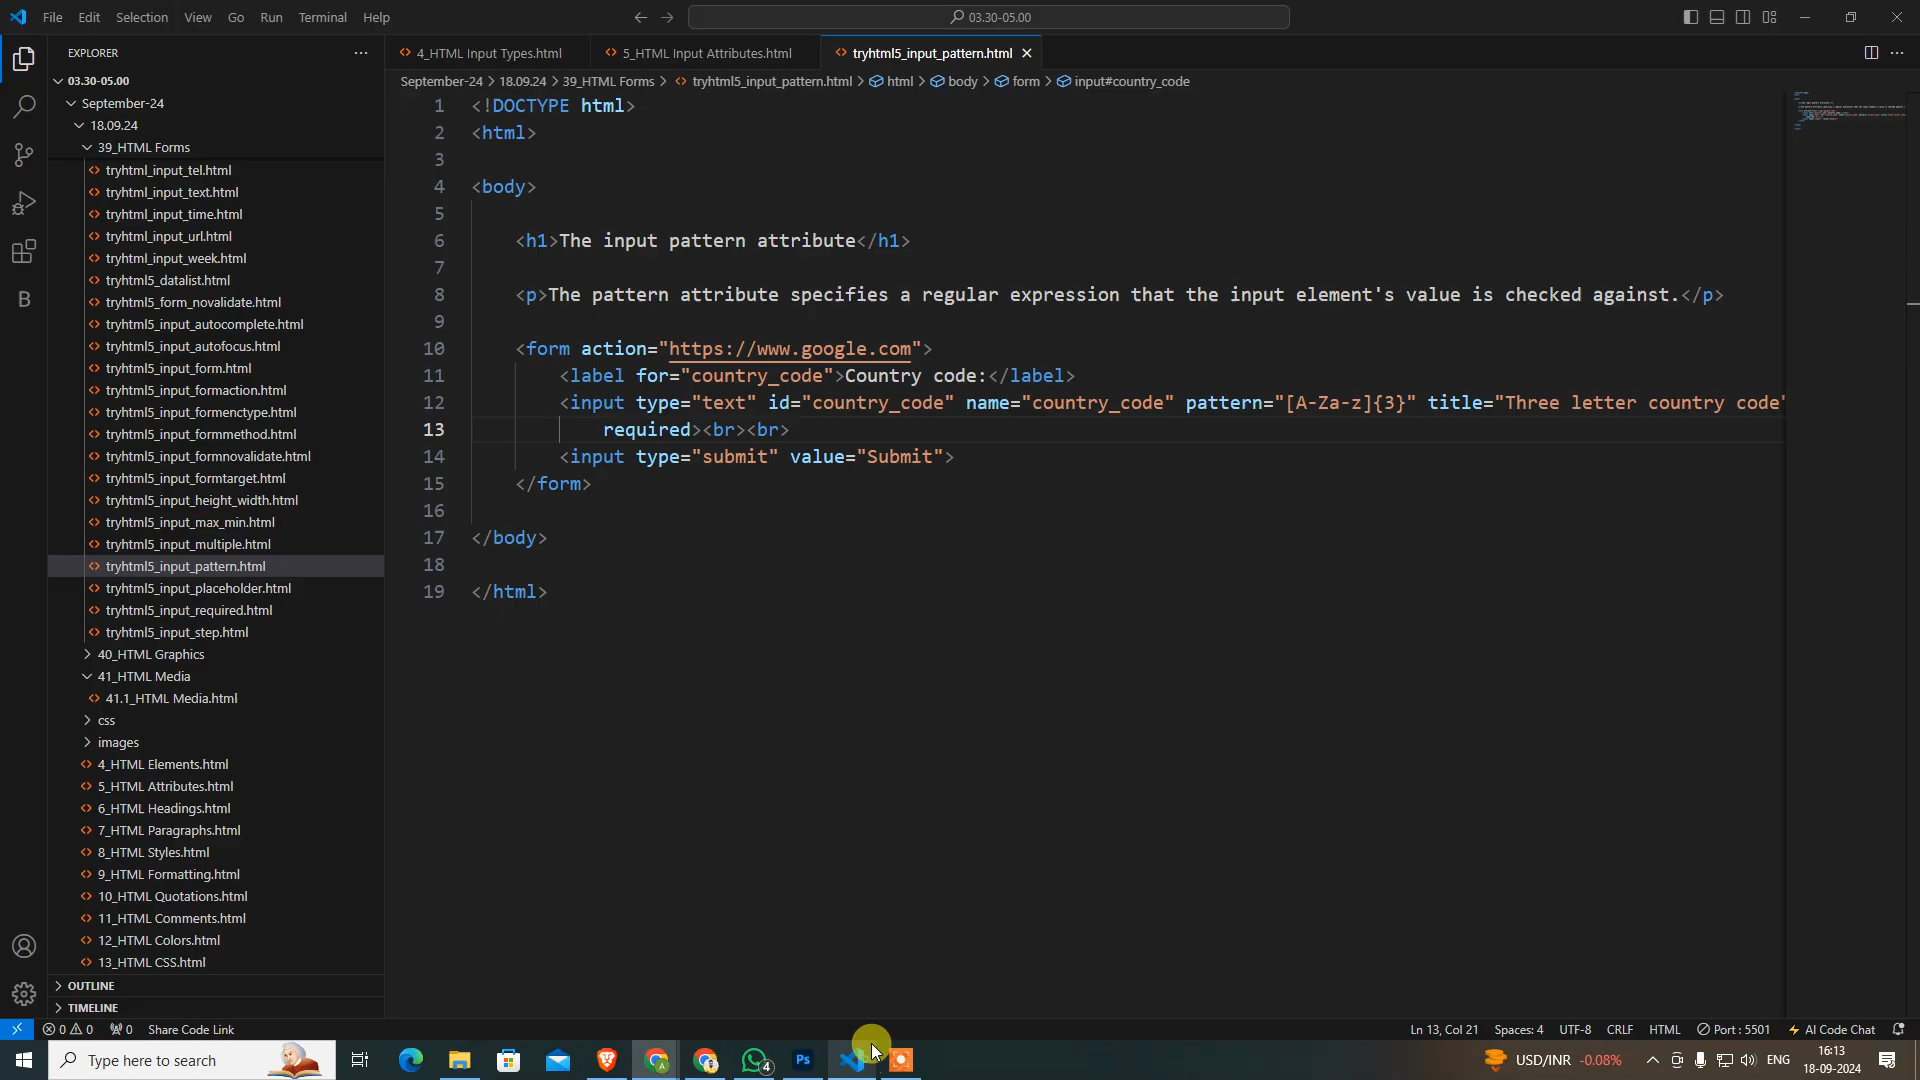 File Edit Selection View Go Run Terminal Help
03.30-05.00
EXPLORER
4_HTML Input Types.html
5_HTML Input Attributes.html
tryhtml5_input_pattern.html
03.30-05.00
September-24 > 18.09.24 > 39_HTML Forms > tryhtml5_input_pattern.html > html > body > form > input#country_code
September-24
18.09.24
39_HTML Forms
tryhtml_input_tel.html
tryhtml_input_text.html
tryhtml_input_time.html
tryhtml_input_url.html
tryhtml_input_week.html
tryhtml5_datalist.html
tryhtml5_form_novalidate.html
tryhtml5_input_autocomplete.html
tryhtml5_input_autofocus.html
tryhtml5_input_form.html
tryhtml5_input_formaction.html
tryhtml5_input_formenctype.html
tryhtml5_input_formmethod.html
tryhtml5_input_formnovalidate.html
tryhtml5_input_formtarget.html
tryhtml5_input_height_width.html
tryhtml5_input_max_min.html
tryhtml5_input_multiple.html
tryhtml5_input_pattern.html
tryhtml5_input_placeholder.html
tryhtml5_input_required.html
tryhtml5_input_step.html
40_HTML Graphics
41_HTML Media
41.1_HTML Media.html
css
images
4_HTML Elements.html
5_HTML Attributes.html
6_HTML Headings.html
7_HTML Paragraphs.html
8_HTML Styles.html
9_HTML Formatting.html
10_HTML Quotations.html
11_HTML Comments.html
12_HTML Colors.html
13_HTML CSS.html
OUTLINE
TIMELINE
1 <!DOCTYPE html>
2 <html>
3
4 <body>
5
6 <h1>The input pattern attribute</h1>
7
8 <p>The pattern attribute specifies a regular expression that the input element's value is checked against.</p>
9
10 <form action="https://www.google.com">
11 <label for="country_code">Country code:</label>
12 <input type="text" id="country_code" name="country_code" pattern="[A-Za-z]{3}" title="Three letter country code"
13 required><br><br>
14 <input type="submit" value="Submit">
15 </form>
16
17 </body>
18
19 </html>
0 0 0 Share Code Link
Ln 13, Col 21 Spaces: 4 UTF-8 CRLF HTML Port : 5501 AI Code Chat
Type here to search
4
Ps
USD/INR -0.08%
ENG
16:13
18-09-2024